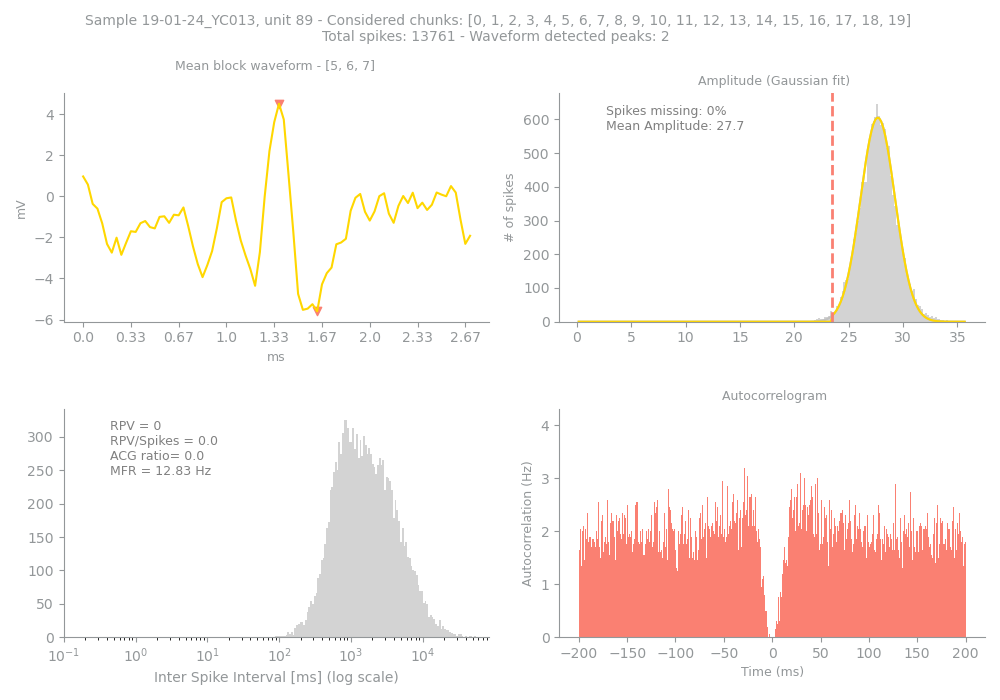 Sample 19-01-24_YC013, unit 89 - Considered chunks: [0, 1, 2, 3, 4, 5, 6, 7, 8, 9, 10, 11, 12, 13, 14, 15, 16, 17, 18, 19]
Total spikes: 13761 - Waveform detected peaks: 2
Mean block waveform - [5, 6, 7]
4
2
0
−2
−4
−6
mV
0.0 0.33 0.67 1.0 1.33 1.67 2.0 2.33 2.67
ms
Amplitude (Gaussian fit)
Spikes missing: 0%
Mean Amplitude: 27.7
600
500
400
300
200
100
0
# of spikes
0 5 10 15 20 25 30 35
RPV = 0
RPV/Spikes = 0.0
ACG ratio= 0.0
MFR = 12.83 Hz
300
250
200
150
100
50
0
10⁻¹ 10⁰ 10¹ 10² 10³ 10⁴
Inter Spike Interval [ms] (log scale)
Autocorrelogram
4
3
2
1
0
Autocorrelation (Hz)
−200 −150 −100 −50 0 50 100 150 200
Time (ms)